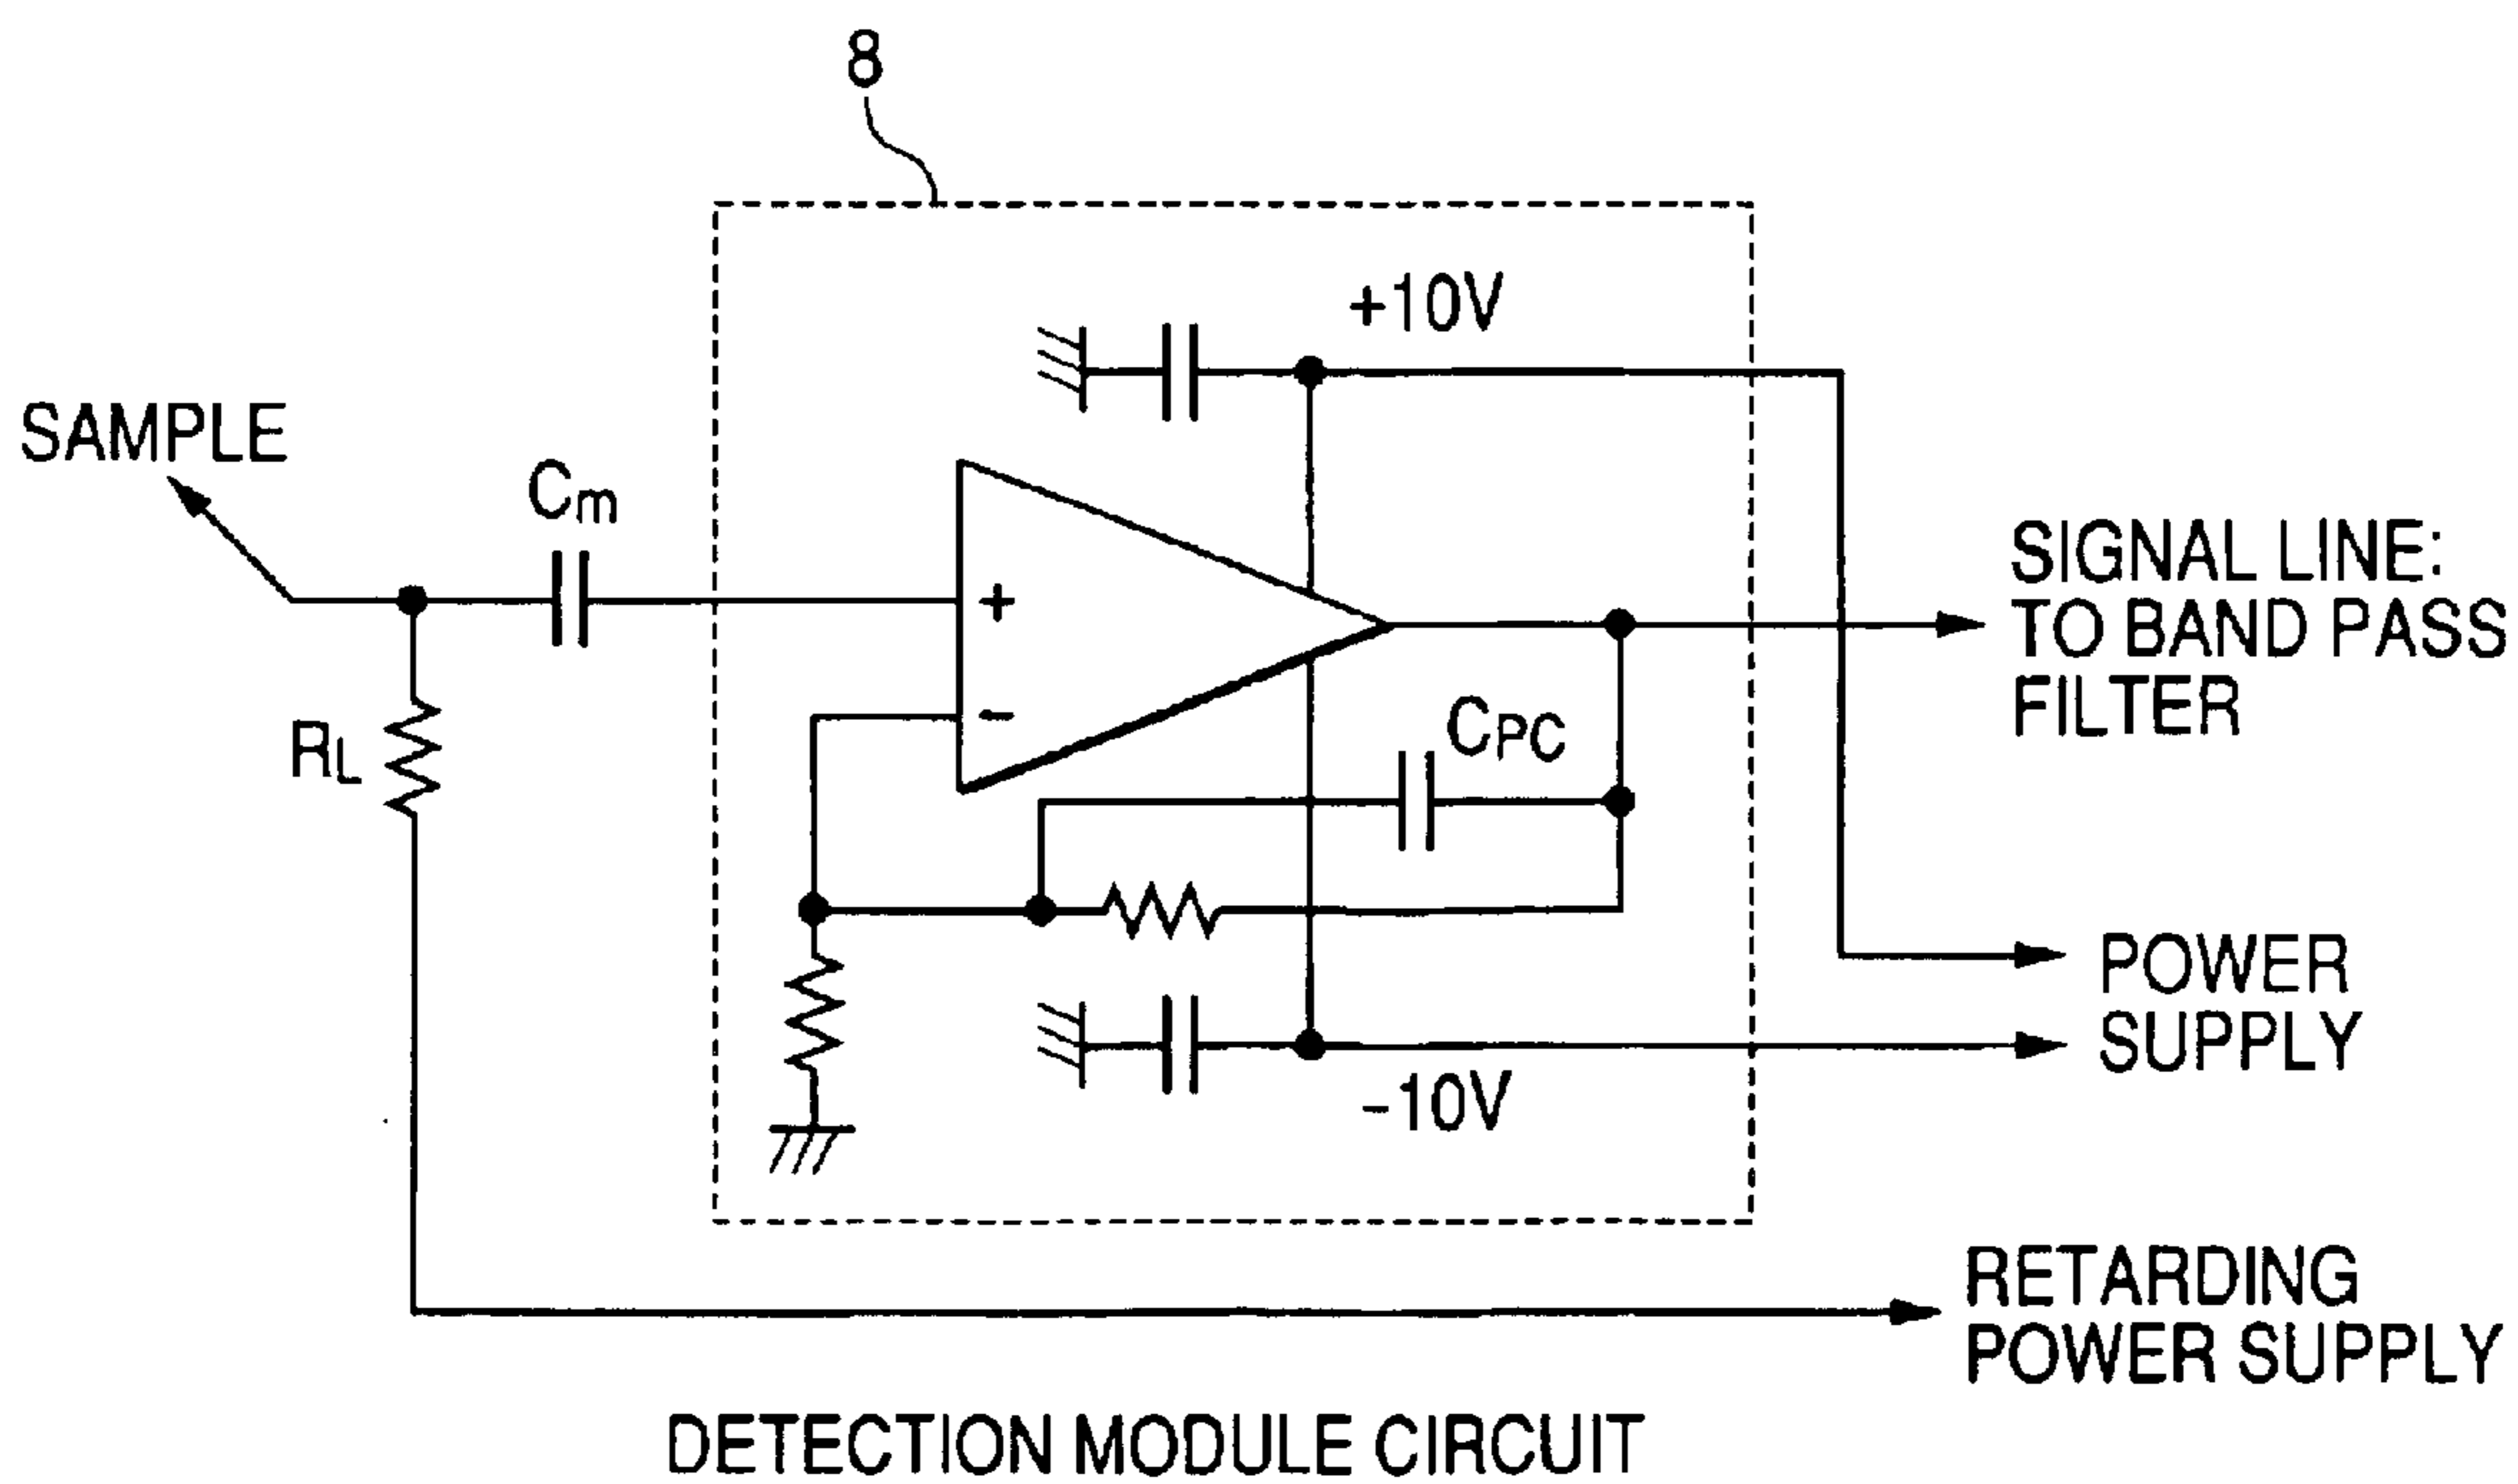 8
+10V
SAMPLE
Cm
+
SIGNAL LINE:
TO BAND PASS
FILTER
−
CPC
RL
POWER
SUPPLY
−10V
RETARDING
POWER SUPPLY
DETECTION MODULE CIRCUIT